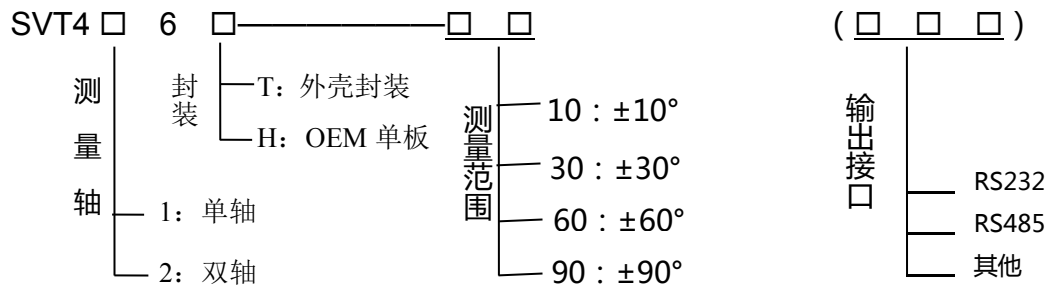 SVT4 □ 6 □————□ □ (□ □ □)
测量轴
1：单轴
2：双轴
封装
T：外壳封装
H：OEM 单板
测量范围
10：±10°
30：±30°
60：±60°
90：±90°
输出接口
RS232
RS485
其他